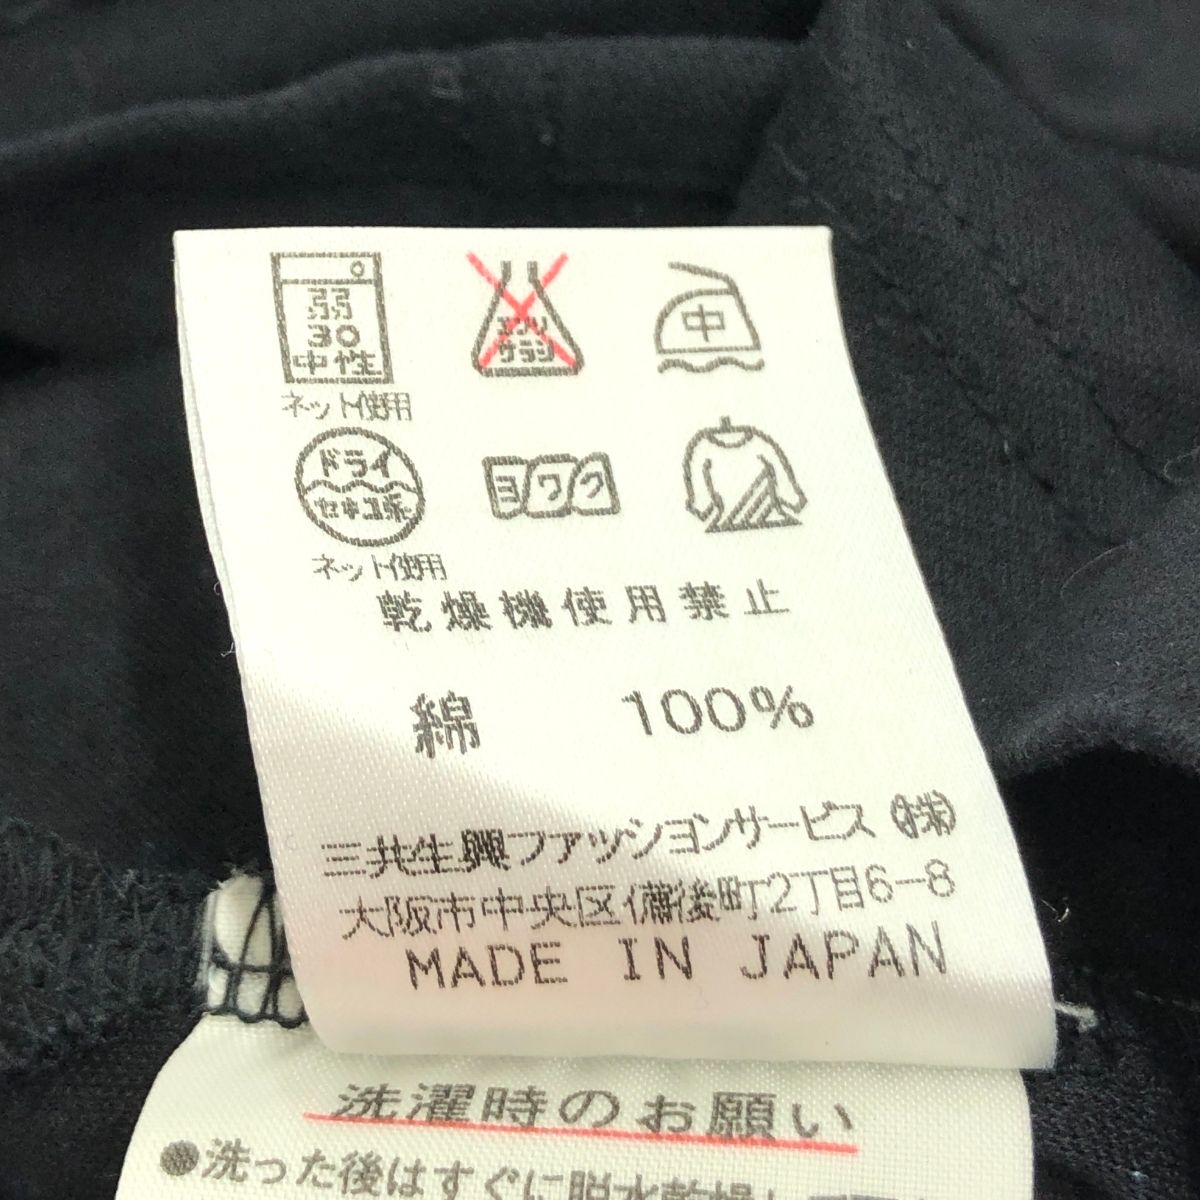 弱
30
中性
ネット使用
エンソ
サラシ
中
ドライ
セキユ系
ネット使用
ヨワク
乾燥機使用禁止
綿 100%
三共生興ファッションサービス(株)
大阪市中央区備後町2丁目6-8
MADE IN JAPAN
洗濯時のお願い
●洗った後はすぐに脱水乾燥して